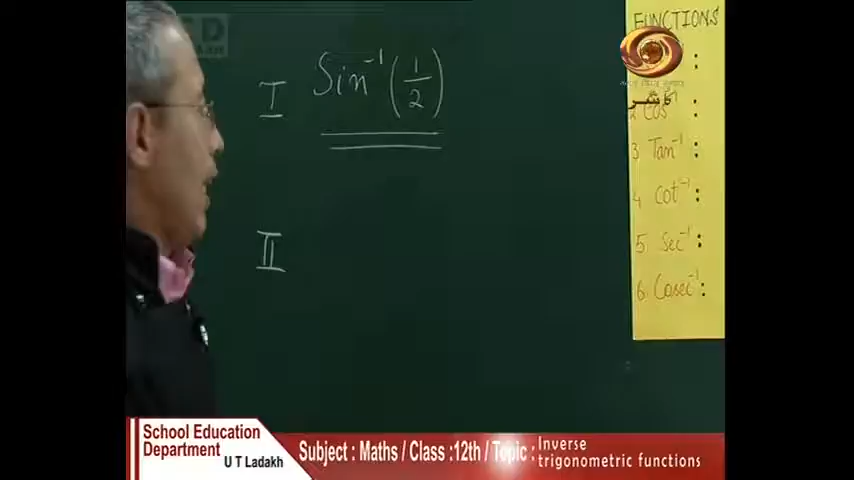 FUNCTIONS
I Sin⁻¹(1/2)
:
کاشر
2 Cos⁻¹ :
3 Tan⁻¹ :
4 Cot⁻¹ :
II
5 Sec⁻¹ :
6 Cosec⁻¹ :
School Education
Department
U T Ladakh
Subject : Maths / Class :12th / Topic :
Inverse
trigonometric functions